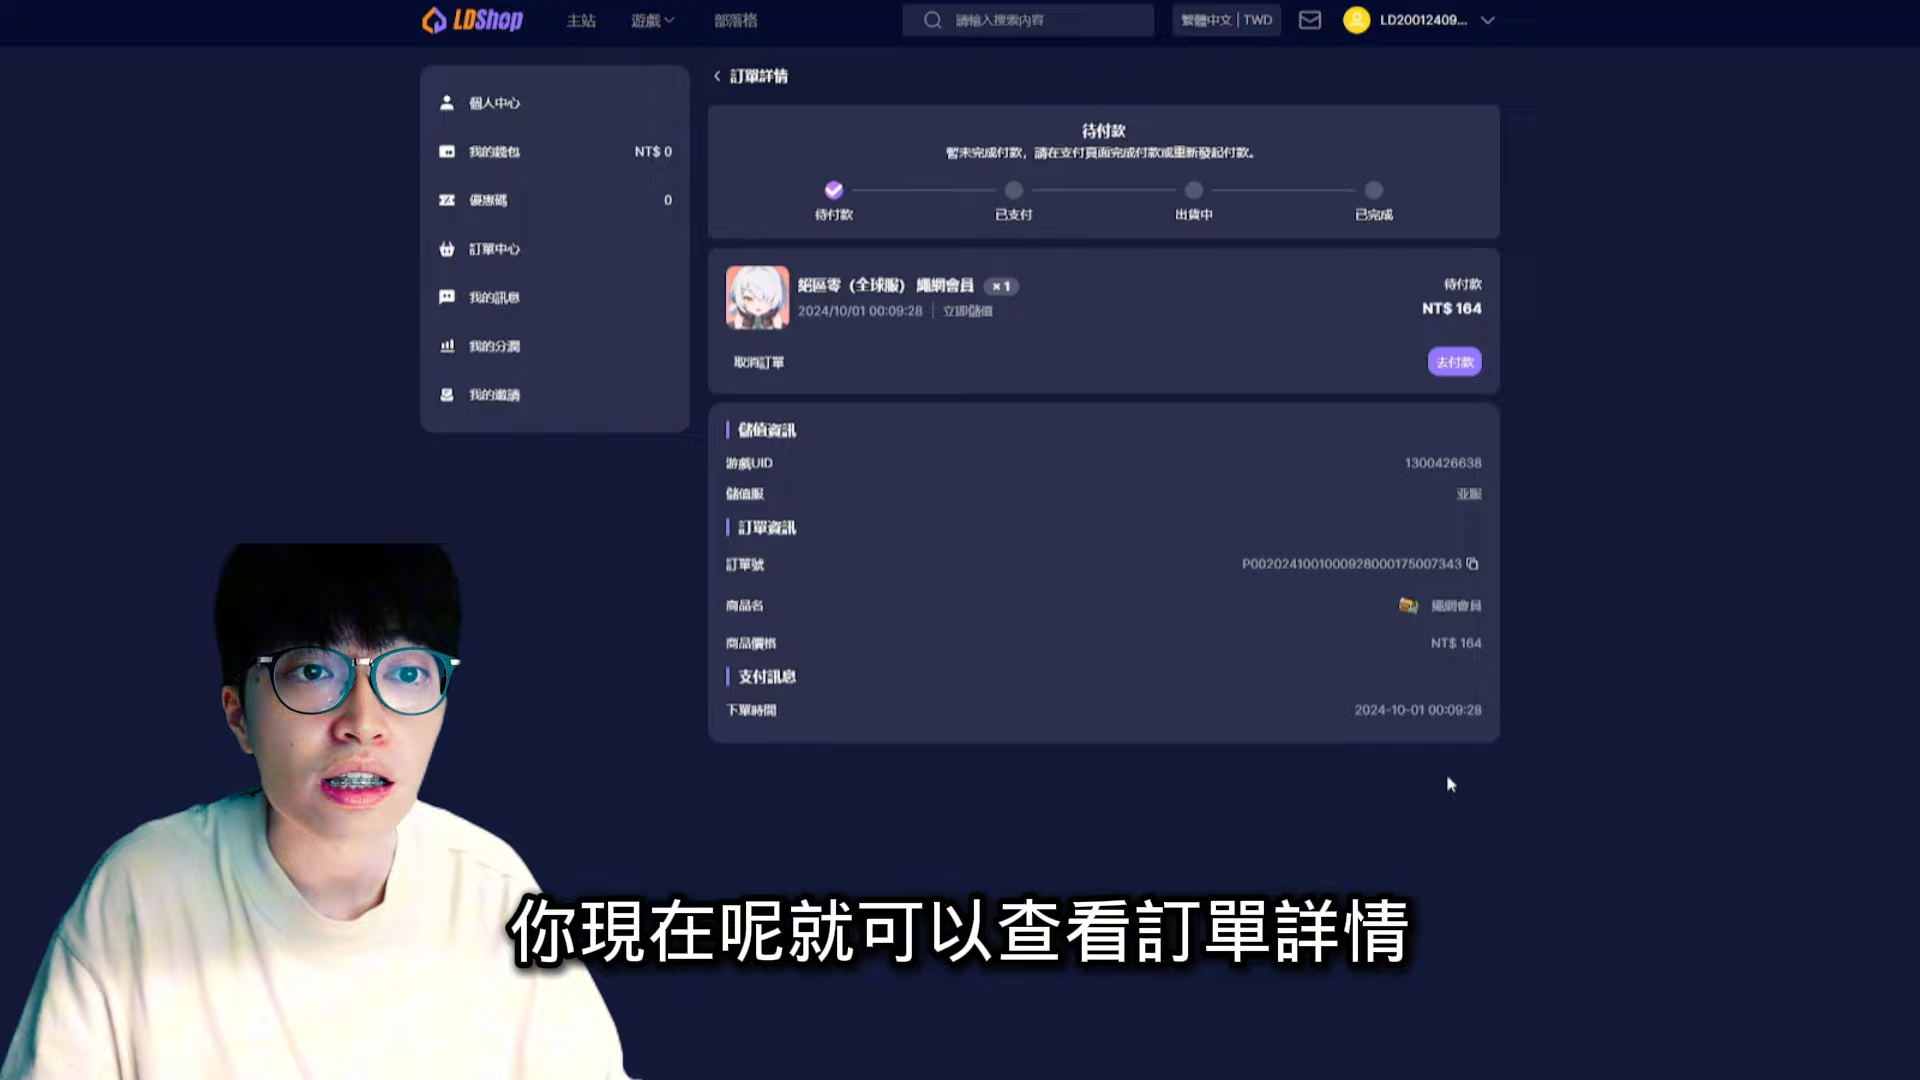 LDShop
主站
遊戲
部落格
請輸入搜索內容
繁體中文 | TWD
LD20012409...
個人中心
我的錢包 NT$ 0
優惠碼 0
訂單中心
我的訊息
我的分潤
我的邀請
訂單詳情
待付款
暫未完成付款，請在支付頁面完成付款或重新發起付款。
待付款
已支付
出貨中
已完成
絕區零（全球服） 繩網會員 ×1
待付款
2024/10/01 00:09:28 | 立即儲值
NT$ 164
取消訂單
去付款
儲值資訊
游戲UID 1300426638
儲值服 亚服
訂單資訊
訂單號 P0020241001000928000175007343
商品名 繩網會員
商品價格 NT$ 164
支付訊息
下單時間 2024-10-01 00:09:28
你現在呢就可以查看訂單詳情